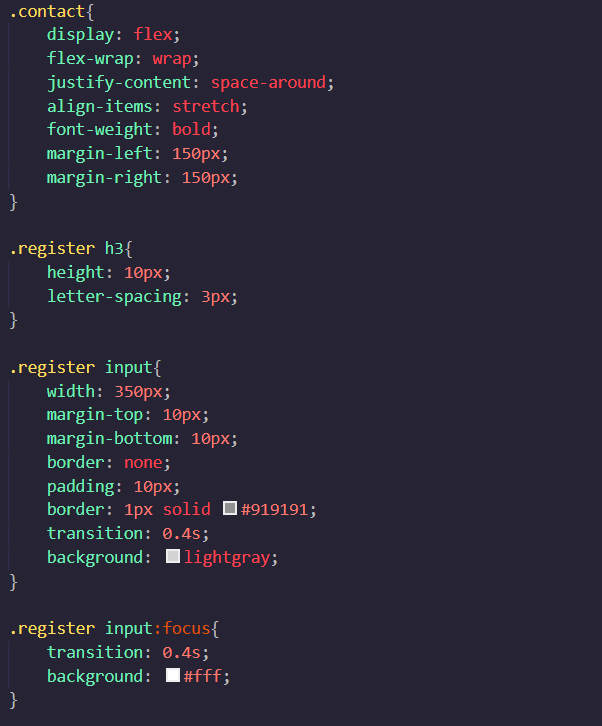 .contact{
    display: flex;
    flex-wrap: wrap;
    justify-content: space-around;
    align-items: stretch;
    font-weight: bold;
    margin-left: 150px;
    margin-right: 150px;
}

.register h3{
    height: 10px;
    letter-spacing: 3px;
}

.register input{
    width: 350px;
    margin-top: 10px;
    margin-bottom: 10px;
    border: none;
    padding: 10px;
    border: 1px solid #919191;
    transition: 0.4s;
    background: lightgray;
}

.register input:focus{
    transition: 0.4s;
    background: #fff;
}